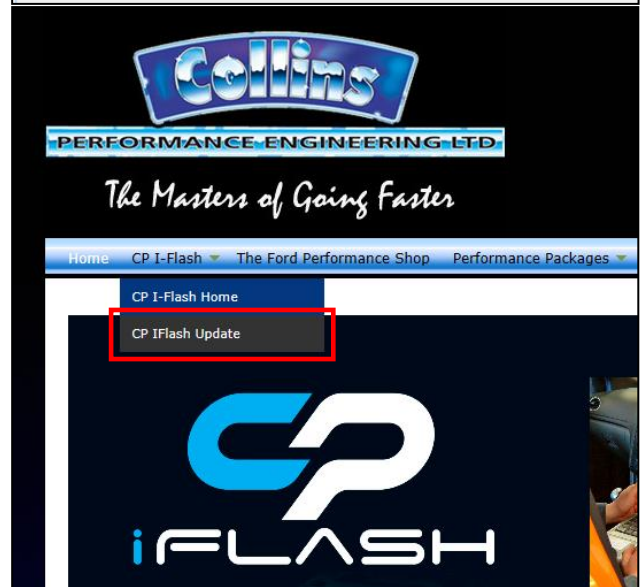 Collins
PERFORMANCE ENGINEERING LTD
The Masters of Going Faster
Home CP I-Flash The Ford Performance Shop Performance Packages
CP I-Flash Home
CP IFlash Update
CP
iFLASH